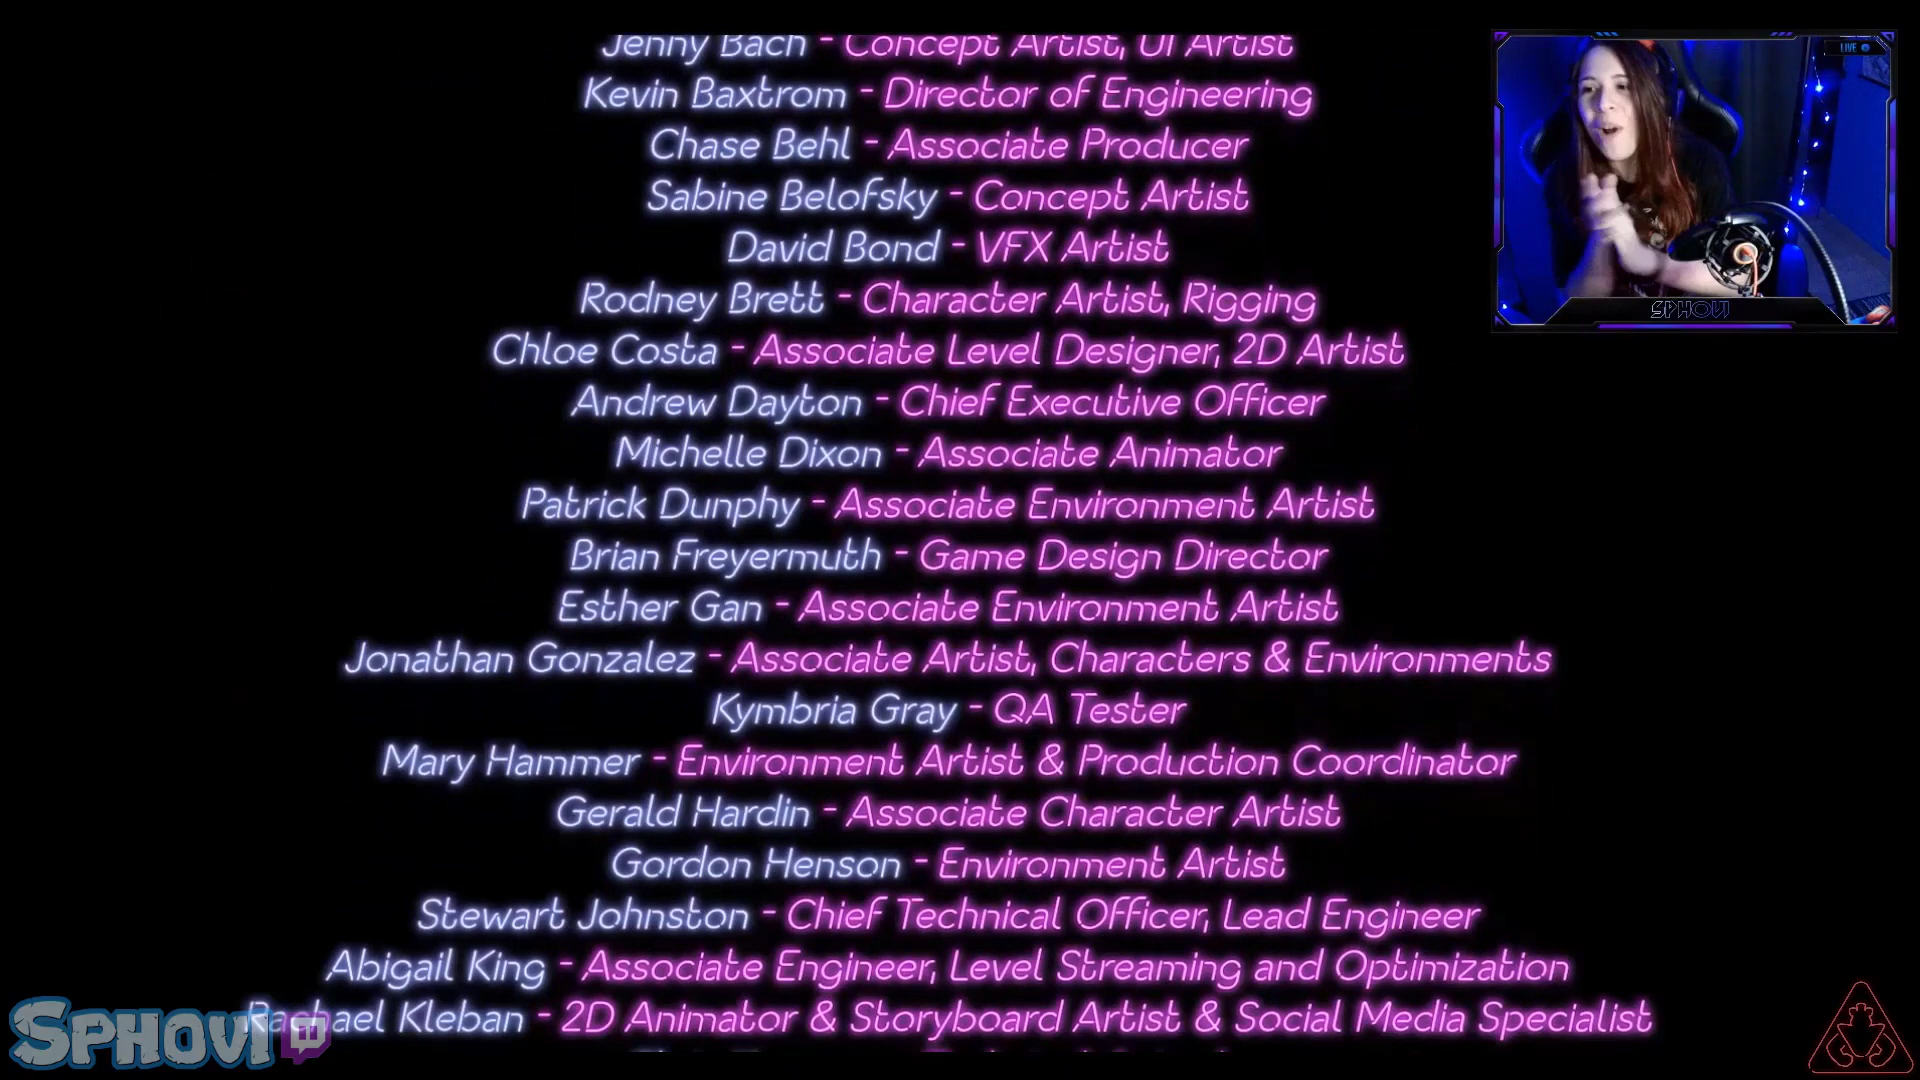 Jenny Bach - Concept Artist, UI Artist
Kevin Baxtrom - Director of Engineering
Chase Behl - Associate Producer
Sabine Belofsky - Concept Artist
David Bond - VFX Artist
Rodney Brett - Character Artist, Rigging
Chloe Costa - Associate Level Designer, 2D Artist
Andrew Dayton - Chief Executive Officer
Michelle Dixon - Associate Animator
Patrick Dunphy - Associate Environment Artist
Brian Freyermuth - Game Design Director
Esther Gan - Associate Environment Artist
Jonathan Gonzalez - Associate Artist, Characters & Environments
Kymbria Gray - QA Tester
Mary Hammer - Environment Artist & Production Coordinator
Gerald Hardin - Associate Character Artist
Gordon Henson - Environment Artist
Stewart Johnston - Chief Technical Officer, Lead Engineer
Abigail King - Associate Engineer, Level Streaming and Optimization
Rachael Kleban - 2D Animator & Storyboard Artist & Social Media Specialist
LIVE
SPHOVI
SPHOVI